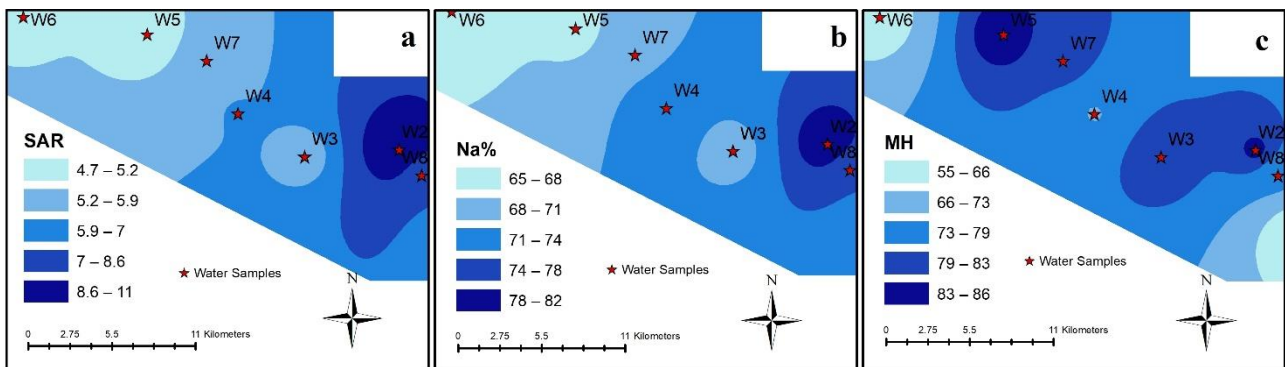 a
W6
W5
W7
W4
W3
W2
W8
SAR
4.7 – 5.2
5.2 – 5.9
5.9 – 7
7 – 8.6
8.6 – 11
Water Samples
N
0 2.75 5.5 11 Kilometers
b
W6
W5
W7
W4
W3
W2
W8
Na%
65 – 68
68 – 71
71 – 74
74 – 78
78 – 82
Water Samples
N
0 2.75 5.5 11 Kilometers
c
W6
W5
W7
W4
W3
W2
W8
MH
55 – 66
66 – 73
73 – 79
79 – 83
83 – 86
Water Samples
N
0 2.75 5.5 11 Kilometers